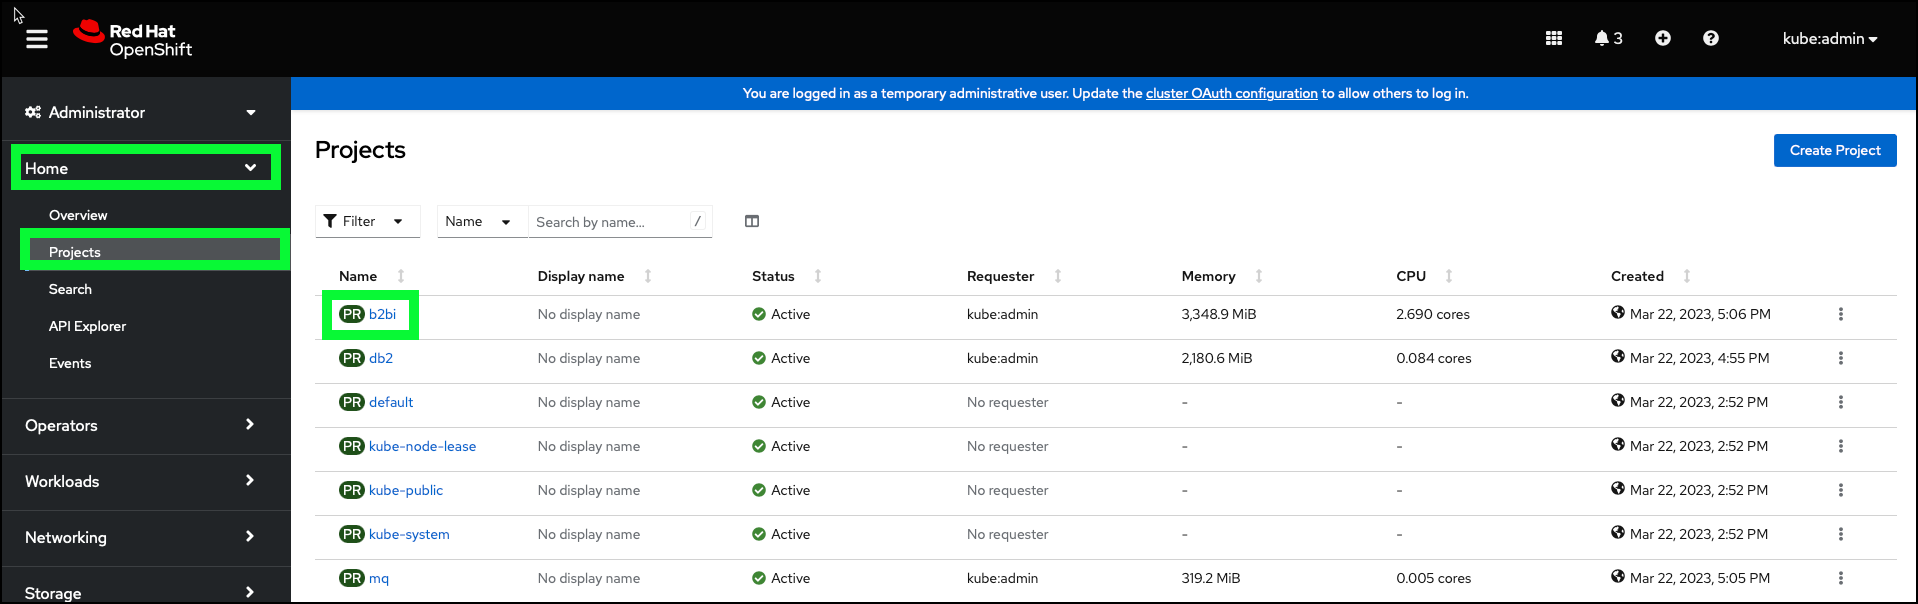 Red Hat
OpenShift
3
kube:admin
Administrator
You are logged in as a temporary administrative user. Update the cluster OAuth configuration to allow others to log in.
Home
Overview
Projects
Search
API Explorer
Events
Operators
Workloads
Networking
Storage
Projects
Create Project
Filter Name Search by name... /
Name Display name Status Requester Memory CPU Created
PR b2bi No display name Active kube:admin 3,348.9 MiB 2.690 cores Mar 22, 2023, 5:06 PM
PR db2 No display name Active kube:admin 2,180.6 MiB 0.084 cores Mar 22, 2023, 4:55 PM
PR default No display name Active No requester - - Mar 22, 2023, 2:52 PM
PR kube-node-lease No display name Active No requester - - Mar 22, 2023, 2:52 PM
PR kube-public No display name Active No requester - - Mar 22, 2023, 2:52 PM
PR kube-system No display name Active No requester - - Mar 22, 2023, 2:52 PM
PR mq No display name Active kube:admin 319.2 MiB 0.005 cores Mar 22, 2023, 5:05 PM